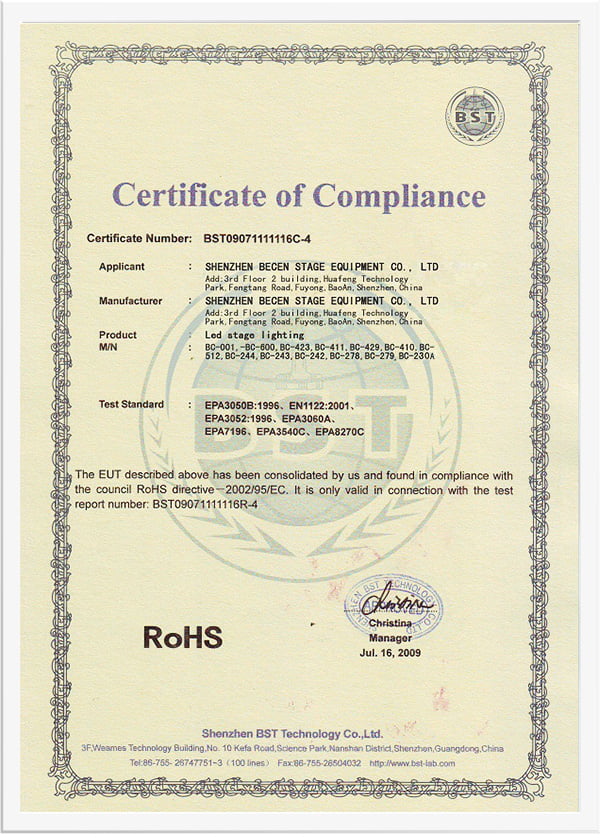 BST
Certificate of Compliance
Certificate Number: BST09071111116C-4
Applicant : SHENZHEN BECEN STAGE EQUIPMENT CO., LTD
Add:3rd Floor 2 building,Huafeng Technology
Park,Fengtang Road,Fuyong,BaoAn,Shenzhen,China
Manufacturer : SHENZHEN BECEN STAGE EQUIPMENT CO., LTD
Add:3rd Floor 2 building,Huafeng Technology
Park,Fengtang Road,Fuyong,BaoAn,Shenzhen,China
Product : Led stage lighting
M/N : BC-001,-BC-600,BC-423,BC-411,BC-429,BC-410,BC-
512,BC-244,BC-243,BC-242,BC-278,BC-279,BC-230A
Test Standard : EPA3050B:1996、EN1122:2001、
EPA3052:1996、EPA3060A、
EPA7196、EPA3540C、EPA8270C
BST
The EUT described above has been consolidated by us and found in compliance with
the council RoHS directive-2002/95/EC. It is only valid in connection with the test
report number: BST09071111116R-4
SHENZHEN BST TECHNOLOGY CO.,LTD
APPROVED
Christina
Manager
Jul. 16, 2009
RoHS
Shenzhen BST Technology Co.,Ltd.
3F,Weames Technology Building,No. 10 Kefa Road,Science Park,Nanshan District,Shenzhen,Guangdong,China
Tel:86-755- 26747751~3 (100 lines) Fax:86-755-26504032 http://www.bst-lab.com